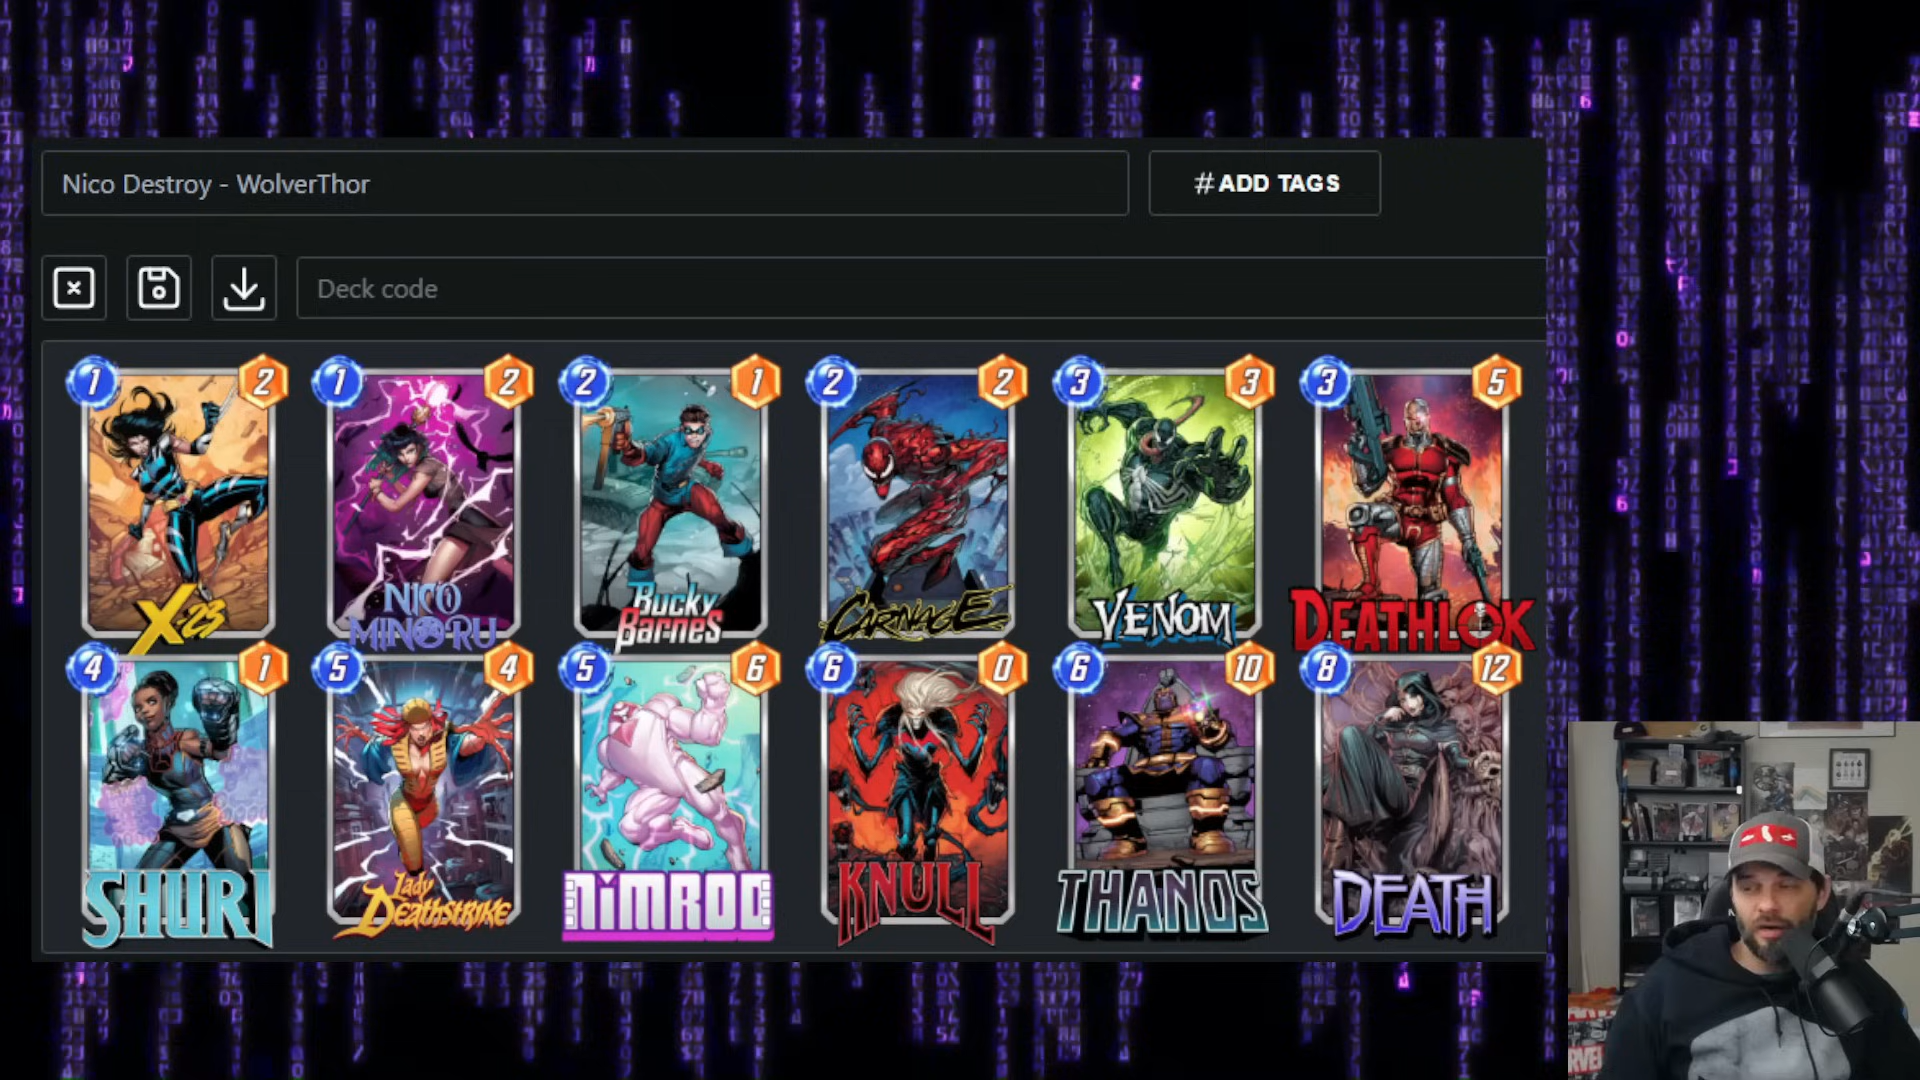 Nico Destroy - WolverThor
#ADD TAGS
Deck code
1 2 1 2 2 1 2 2 3 3 3 5
X-23
NICO MINORU
Bucky Barnes
CARNAGE
VENOM
DEATHLOK
4 1 5 4 5 6 6 0 6 10 8 12
SHURI
Lady Deathstrike
NIMROD
KNULL
THANOS
DEATH